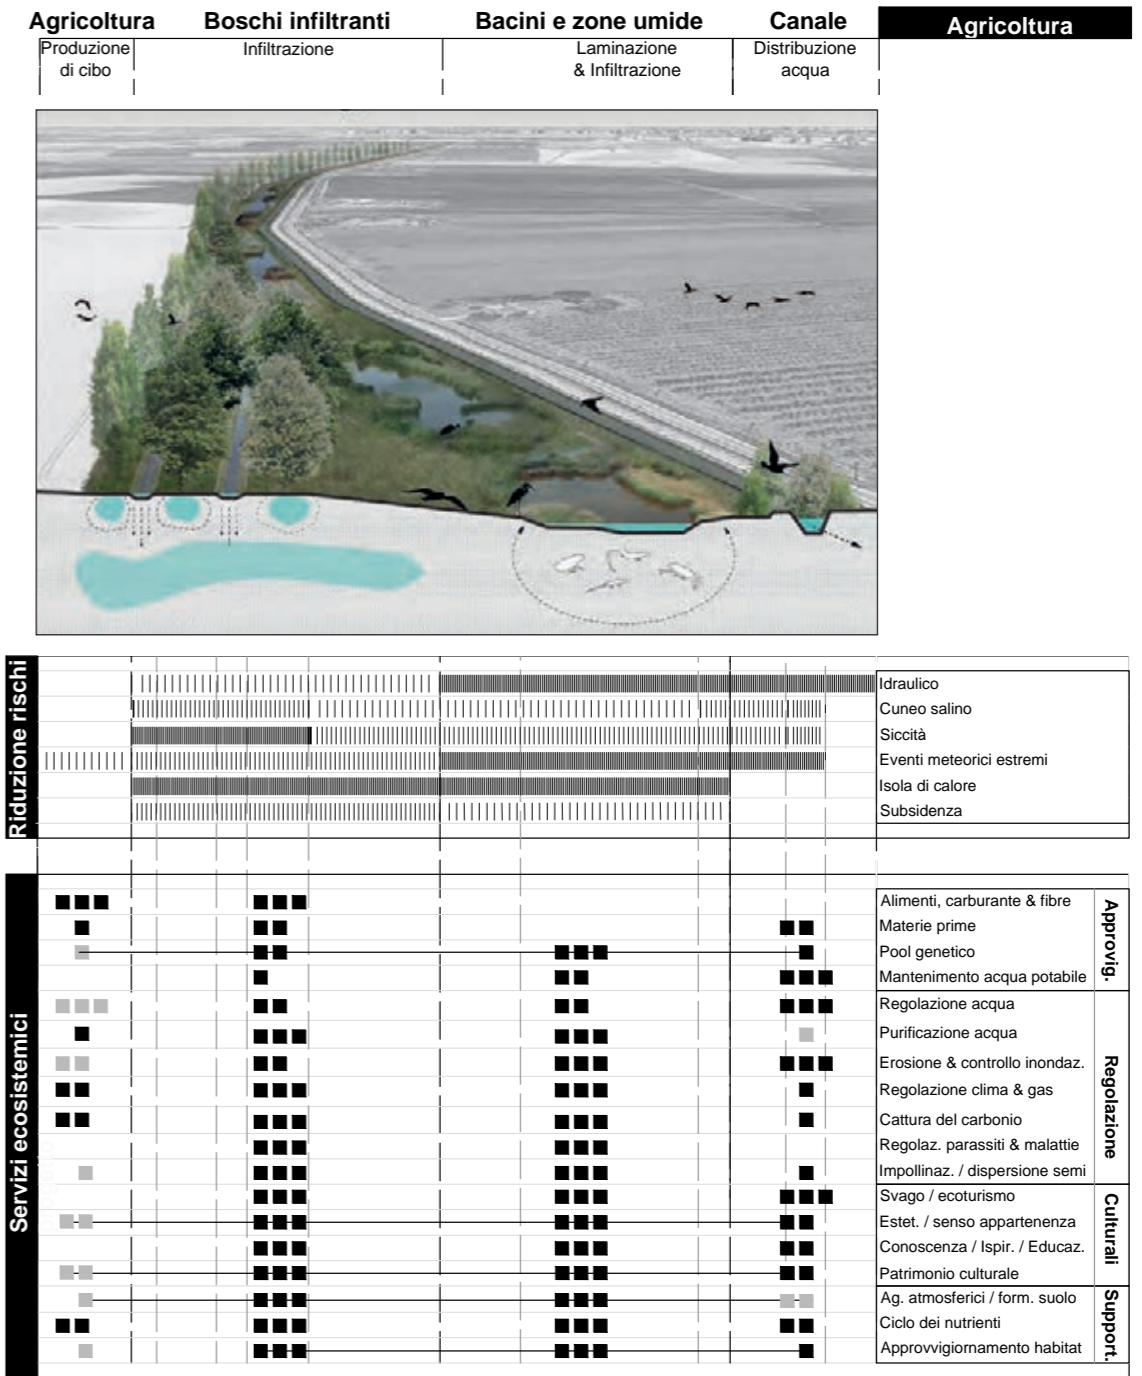 Agricoltura
Boschi infiltranti
Bacini e zone umide
Canale
Agricoltura
Produzione
di cibo
Infiltrazione
Laminazione
& Infiltrazione
Distribuzione
acqua
Riduzione rischi
Idraulico
Cuneo salino
Siccità
Eventi meteorici estremi
Isola di calore
Subsidenza
Servizi ecosistemici
Approvig.
Alimenti, carburante & fibre
Materie prime
Pool genetico
Mantenimento acqua potabile
Regolazione
Regolazione acqua
Purificazione acqua
Erosione & controllo inondaz.
Regolazione clima & gas
Cattura del carbonio
Regolaz. parassiti & malattie
Impollinaz. / dispersione semi
Culturali
Svago / ecoturismo
Estet. / senso appartenenza
Conoscenza / Ispir. / Educaz.
Patrimonio culturale
Support.
Ag. atmosferici / form. suolo
Ciclo dei nutrienti
Approvvigiornamento habitat